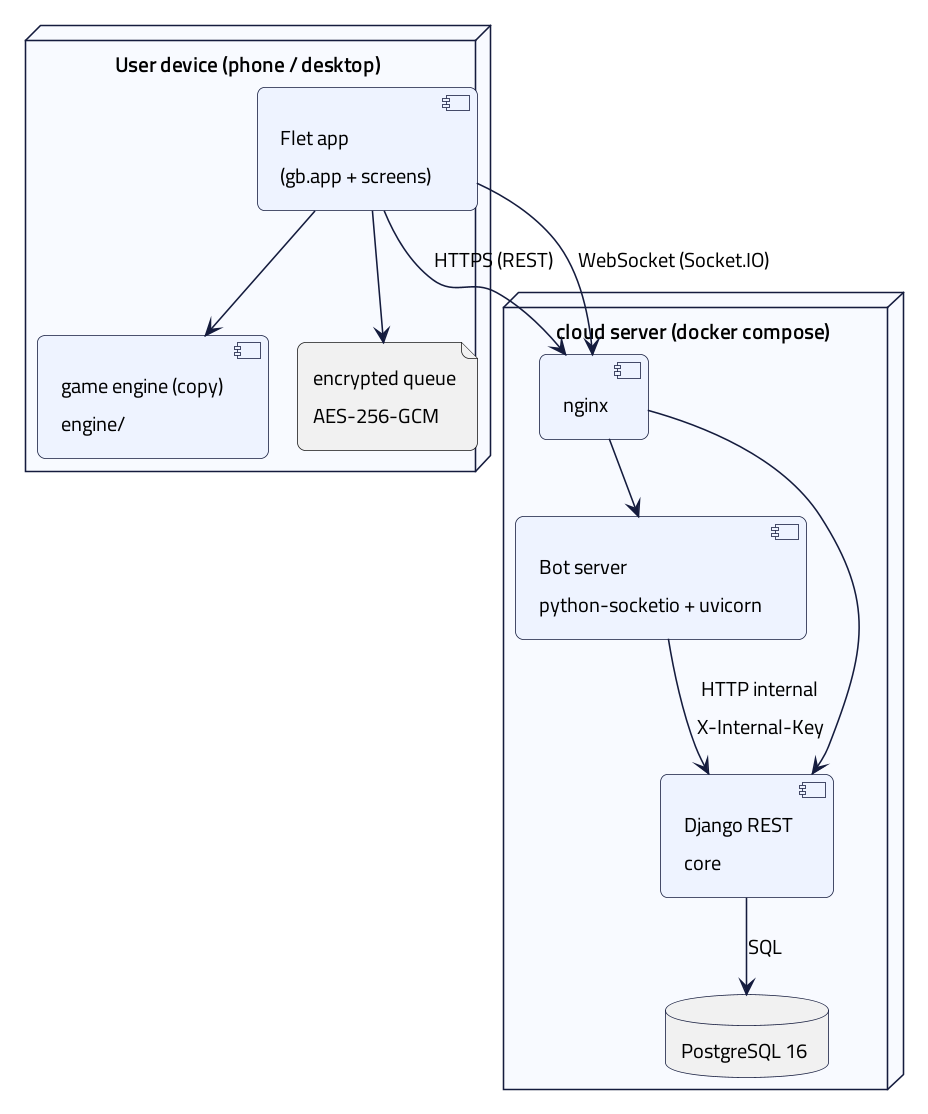 User device (phone / desktop)
Flet app
(gb.app + screens)
HTTPS (REST)
WebSocket (Socket.IO)
game engine (copy)
engine/
encrypted queue
AES-256-GCM
cloud server (docker compose)
nginx
Bot server
python-socketio + uvicorn
HTTP internal
X-Internal-Key
Django REST
core
SQL
PostgreSQL 16